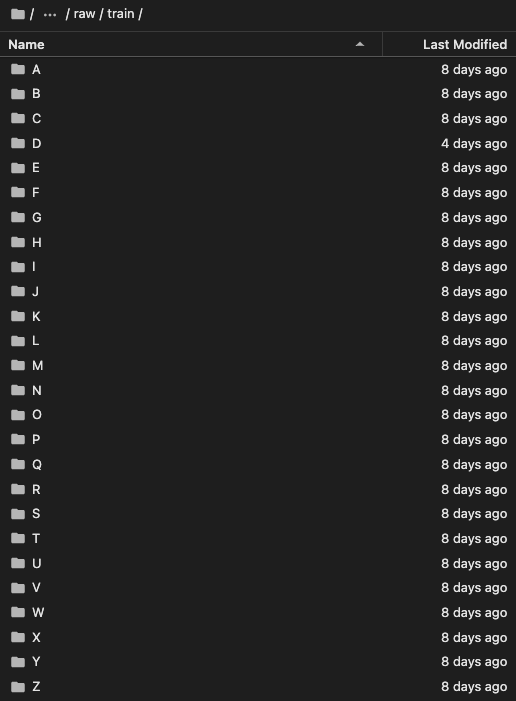 / ... / raw / train /
Name Last Modified
A 8 days ago
B 8 days ago
C 8 days ago
D 4 days ago
E 8 days ago
F 8 days ago
G 8 days ago
H 8 days ago
I 8 days ago
J 8 days ago
K 8 days ago
L 8 days ago
M 8 days ago
N 8 days ago
O 8 days ago
P 8 days ago
Q 8 days ago
R 8 days ago
S 8 days ago
T 8 days ago
U 8 days ago
V 8 days ago
W 8 days ago
X 8 days ago
Y 8 days ago
Z 8 days ago